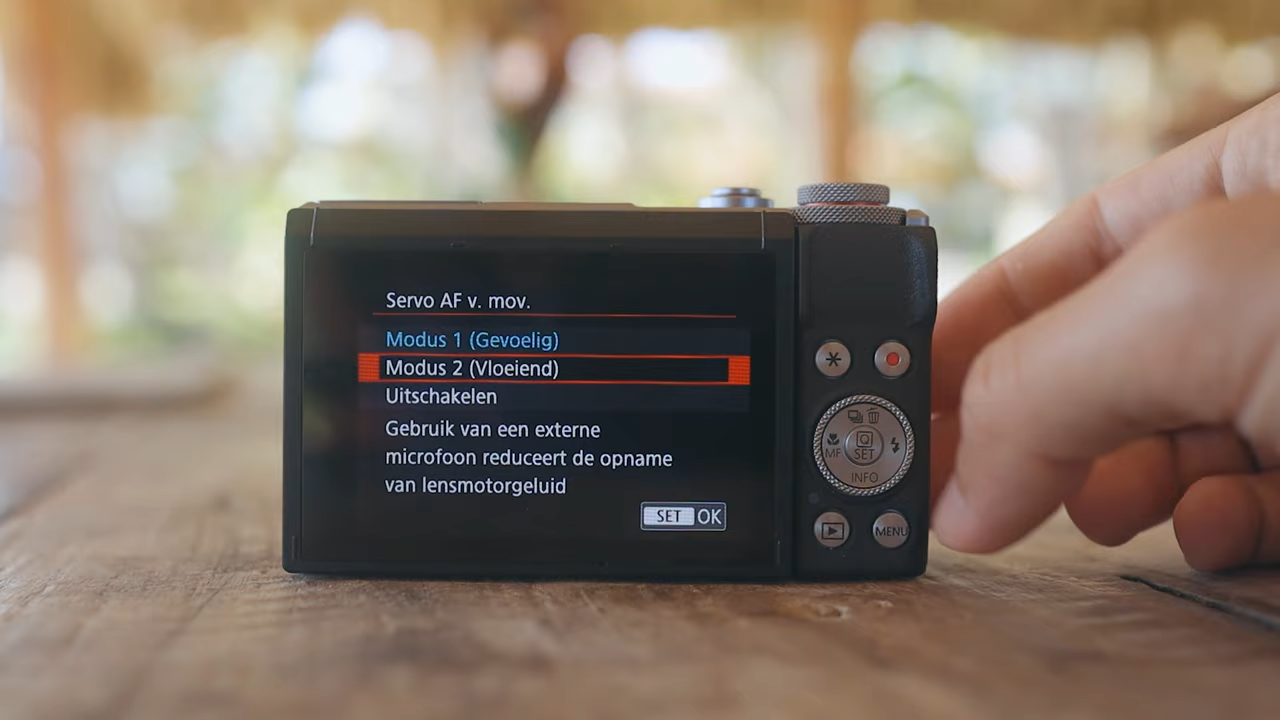 Servo AF v. mov.
Modus 1 (Gevoelig)
Modus 2 (Vloeiend)
Uitschakelen
Gebruik van een externe
microfoon reduceert de opname
van lensmotorgeluid
SET OK
MF
Q
SET
INFO
MENU